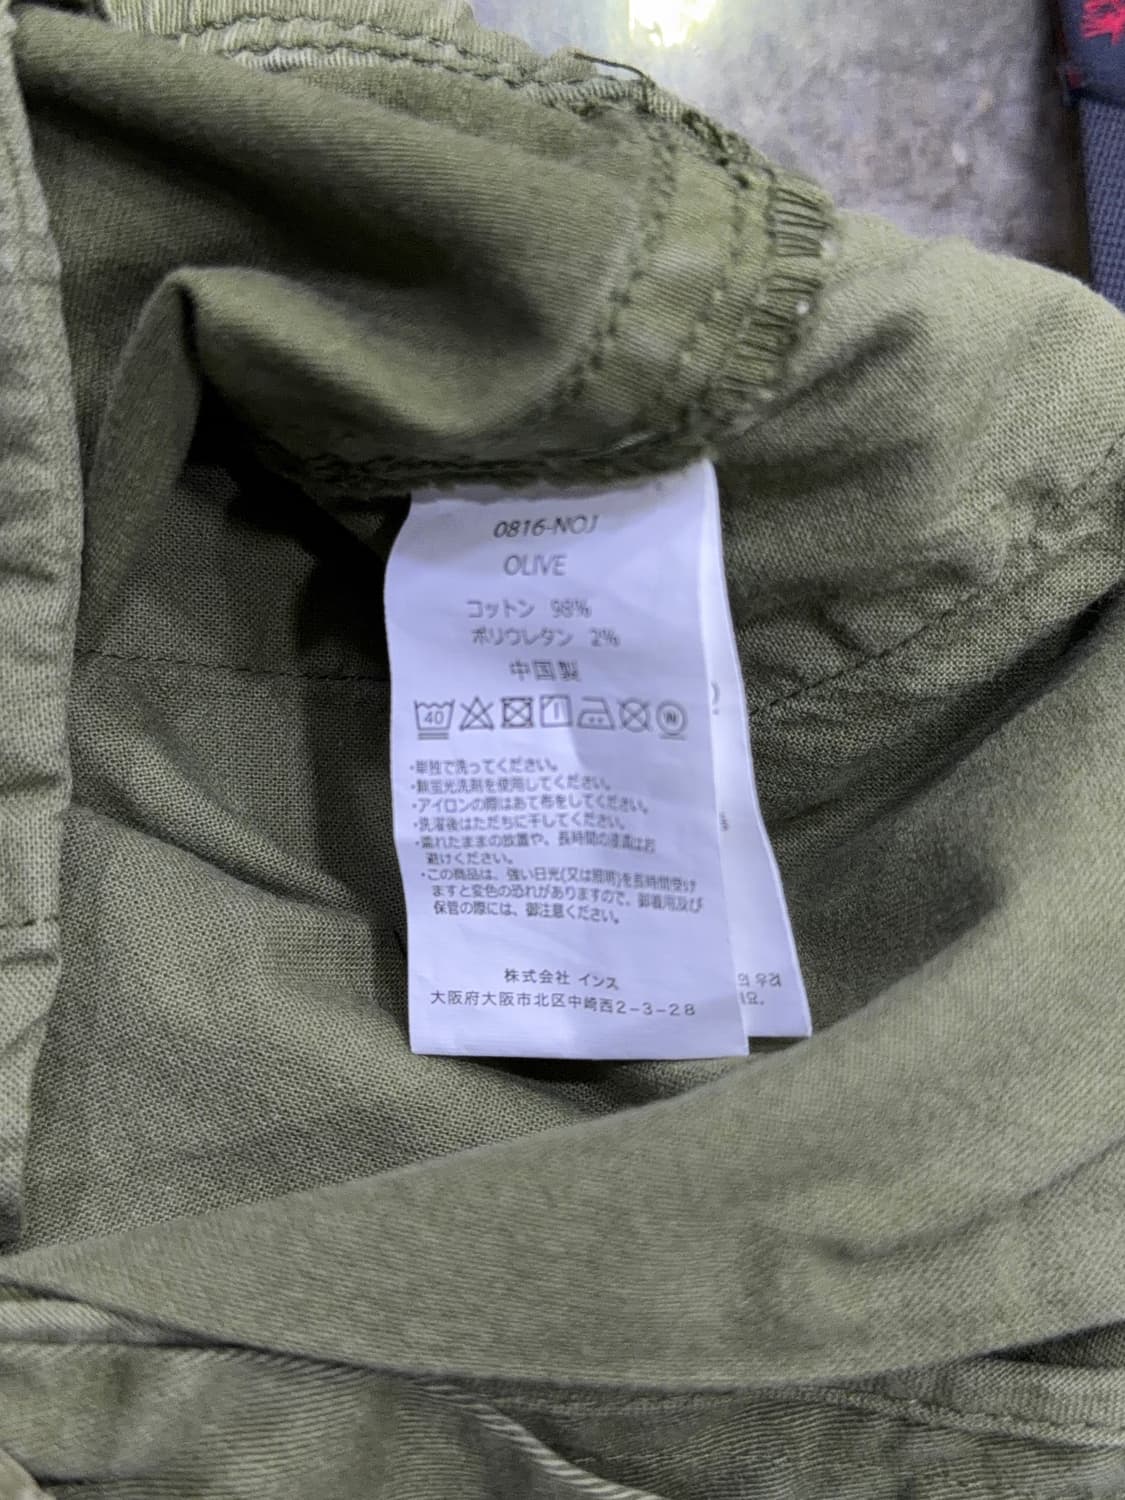 0816-NOJ
OLIVE
コットン 98%
ポリウレタン 2%
中国製
40
・単独で洗ってください。
・無蛍光洗剤を使用してください。
・アイロンの際はあて布をしてください。
・洗濯後はただちに干してください。
・濡れたままの放置や、長時間の浸漬はお
避けください。
・この商品は、強い日光(又は照明)を長時間受け
ますと変色の恐れがありますので、御着用及び
保管の際には、御注意ください。
株式会社 インス
大阪府大阪市北区中崎西2-3-28
우려
요.